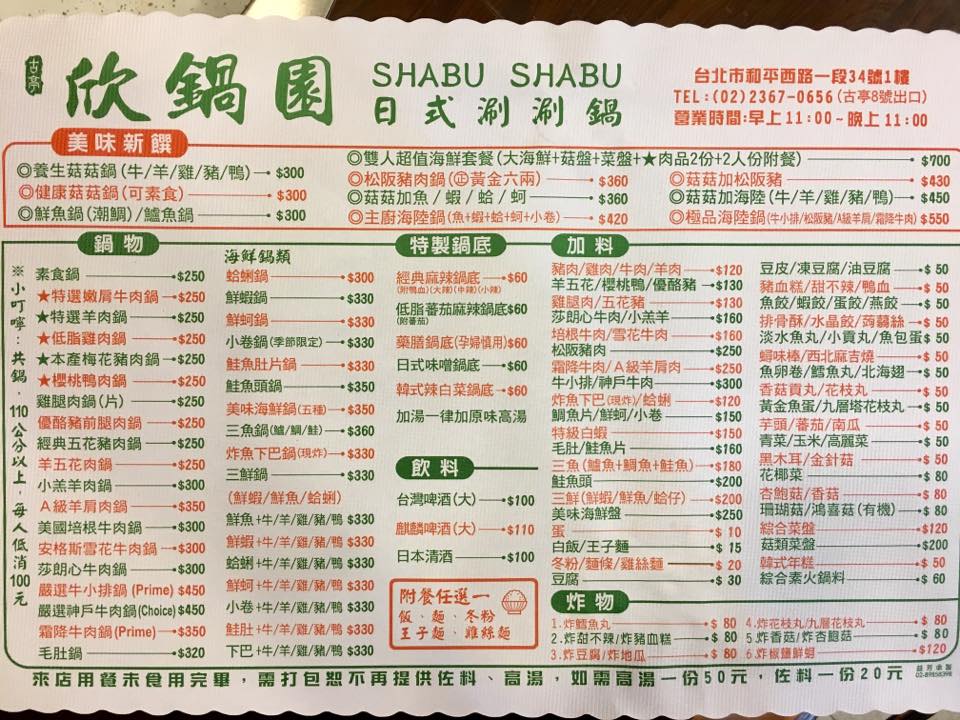 古亭
欣鍋園
SHABU SHABU
日式涮涮鍋
台北市和平西路一段34號1樓
TEL:(02)2367-0656(古亭8號出口)
營業時間:早上11:00~晚上11:00
美味新饌
◎養生菇菇鍋(牛/羊/雞/豬/鴨) $300
◎健康菇菇鍋(可素食) $300
◎鮮魚鍋(潮鯛)/鱸魚鍋 $300
◎雙人超值海鮮套餐(大海鮮+菇盤+菜盤+★肉品2份+2人份附餐) $700
◎松阪豬肉鍋(㊣黃金六兩) $360
◎菇菇加魚/蝦/蛤/蚵 $360
◎主廚海陸鍋(魚+蝦+蛤+蚵+小卷) $420
◎菇菇加松阪豬 $430
◎菇菇加海陸(牛/羊/雞/豬/鴨) $450
◎極品海陸鍋(牛小排/松阪豬/A級羊肩/霜降牛肉) $550
※小叮嚀:共鍋,110公分以上,每人低消100元
鍋物
素食鍋 $250
★特選嫩肩牛肉鍋 $250
★特選羊肉鍋 $250
★低脂雞肉鍋 $250
★本產梅花豬肉鍋 $250
★櫻桃鴨肉鍋 $250
雞腿肉鍋(片) $250
優酪豬前腿肉鍋 $250
經典五花豬肉鍋 $250
羊五花肉鍋 $250
小羔羊肉鍋 $300
A級羊肩肉鍋 $350
美國培根牛肉鍋 $300
安格斯雪花牛肉鍋 $300
莎朗心牛肉鍋 $300
嚴選牛小排鍋(Prime) $450
嚴選神戶牛肉鍋(Choice) $450
霜降牛肉鍋(Prime) $350
毛肚鍋 $320
海鮮鍋類
蛤蜊鍋 $300
鮮蝦鍋 $330
鮮蚵鍋 $330
小卷鍋(季節限定) $330
鮭魚肚片鍋 $330
鮭魚頭鍋 $350
美味海鮮鍋(五種) $350
三魚鍋(鱸/鯛/鮭) $360
炸魚下巴鍋(現炸) $330
三鮮鍋 $330
(鮮蝦/鮮魚/蛤蜊)
鮮魚+牛/羊/雞/豬/鴨 $330
鮮蝦+牛/羊/雞/豬/鴨 $330
蛤蜊+牛/羊/雞/豬/鴨 $330
鮮蚵+牛/羊/雞/豬/鴨 $330
小卷+牛/羊/雞/豬/鴨 $330
鮭肚+牛/羊/雞/豬/鴨 $330
下巴+牛/羊/雞/豬/鴨 $330
特製鍋底
經典麻辣鍋底 $60
(附鴨血)(大辣)(中辣)(小辣)
低脂蕃茄麻辣鍋底$60
(附蕃茄)
藥膳鍋底(孕婦慎用)$60
日式味噌鍋底 $60
韓式辣白菜鍋底 $60
加湯一律加原味高湯
飲料
台灣啤酒(大) $100
麒麟啤酒(大) $110
日本清酒 $100
附餐任選一
飯、麵、冬粉
王子麵、雞絲麵
加料
豬肉/雞肉/牛肉/羊肉 $120
羊五花/櫻桃鴨/優酪豬 $130
雞腿肉/五花豬 $130
莎朗心牛肉/小羔羊 $160
培根牛肉/雪花牛肉 $160
松阪豬肉 $250
霜降牛肉/A級羊肩肉 $250
牛小排/神戶牛肉 $300
炸魚下巴(現炸)/蛤蜊 $120
鯛魚片/鮮蚵/小卷 $150
特級白蝦 $150
毛肚/鮭魚片 $160
三魚(鱸魚+鯛魚+鮭魚) $180
鮭魚頭 $200
三鮮(鮮蝦/鮮魚/蛤仔) $200
美味海鮮盤 $250
蛋 $10
白飯/王子麵 $15
冬粉/麵條/雞絲麵 $20
豆腐 $30
豆皮/凍豆腐/油豆腐 $50
豬血糕/甜不辣/鴨血 $50
魚餃/蝦餃/蛋餃/燕餃 $50
排骨酥/水晶餃/蒟蒻絲 $50
淡水魚丸/小貢丸/魚包蛋$50
蟳味棒/西北麻吉燒 $50
魚卵卷/鱈魚丸/北海翅 $50
香菇貢丸/花枝丸 $50
黃金魚蛋/九層塔花枝丸 $50
芋頭/蕃茄/南瓜 $50
青菜/玉米/高麗菜 $50
黑木耳/金針菇 $50
花椰菜 $80
杏鮑菇/香菇 $80
珊瑚菇/鴻喜菇(有機) $80
綜合菜盤 $120
菇類菜盤 $200
韓式年糕 $50
綜合素火鍋料 $60
炸物
1.炸鱈魚丸 $80
2.炸甜不辣/炸豬血糕 $80
3.炸豆腐/炸地瓜 $80
4.炸花枝丸/九層花枝丸 $80
5.炸香菇/炸杏鮑菇 $80
6.炸椒鹽鮮蝦 $120
來店用餐未食用完畢,需打包恕不再提供佐料、高湯,如需高湯一份50元,佐料一份20元